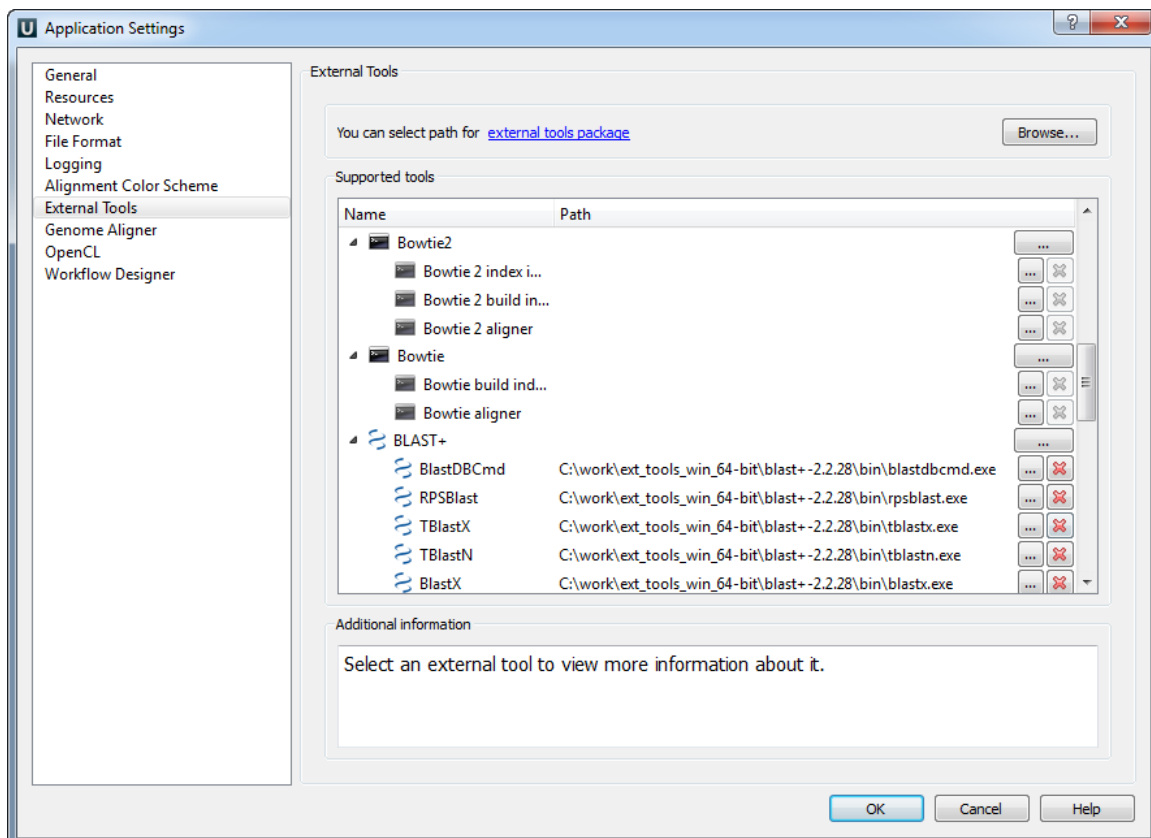 U Application Settings
General
Resources
Network
File Format
Logging
Alignment Color Scheme
External Tools
Genome Aligner
OpenCL
Workflow Designer
External Tools
You can select path for external tools package Browse...
Supported tools
Name Path
Bowtie2 ...
Bowtie 2 index i... ...
Bowtie 2 build in... ...
Bowtie 2 aligner ...
Bowtie ...
Bowtie build ind... ...
Bowtie aligner ...
BLAST+ ...
BlastDBCmd C:\work\ext_tools_win_64-bit\blast+-2.2.28\bin\blastdbcmd.exe ...
RPSBlast C:\work\ext_tools_win_64-bit\blast+-2.2.28\bin\rpsblast.exe ...
TBlastX C:\work\ext_tools_win_64-bit\blast+-2.2.28\bin\tblastx.exe ...
TBlastN C:\work\ext_tools_win_64-bit\blast+-2.2.28\bin\tblastn.exe ...
BlastX C:\work\ext_tools_win_64-bit\blast+-2.2.28\bin\blastx.exe ...
Additional information
Select an external tool to view more information about it.
OK Cancel Help